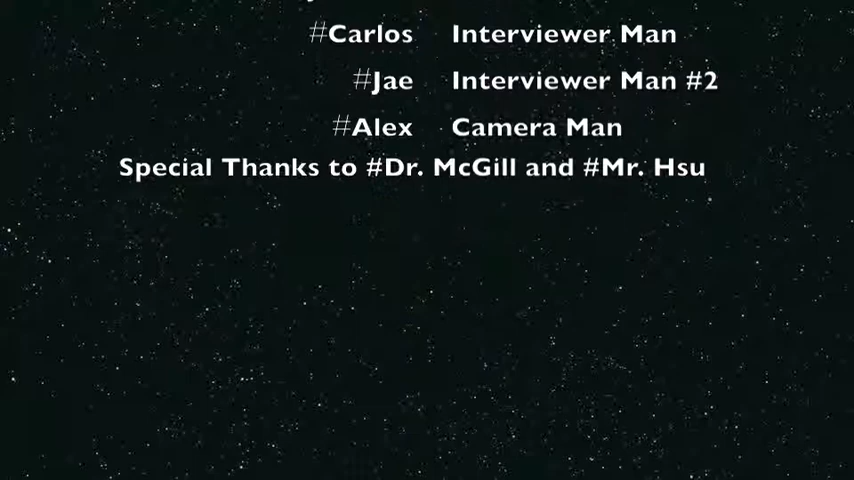 #Carlos Interviewer Man
#Jae Interviewer Man #2
#Alex Camera Man
Special Thanks to #Dr. McGill and #Mr. Hsu